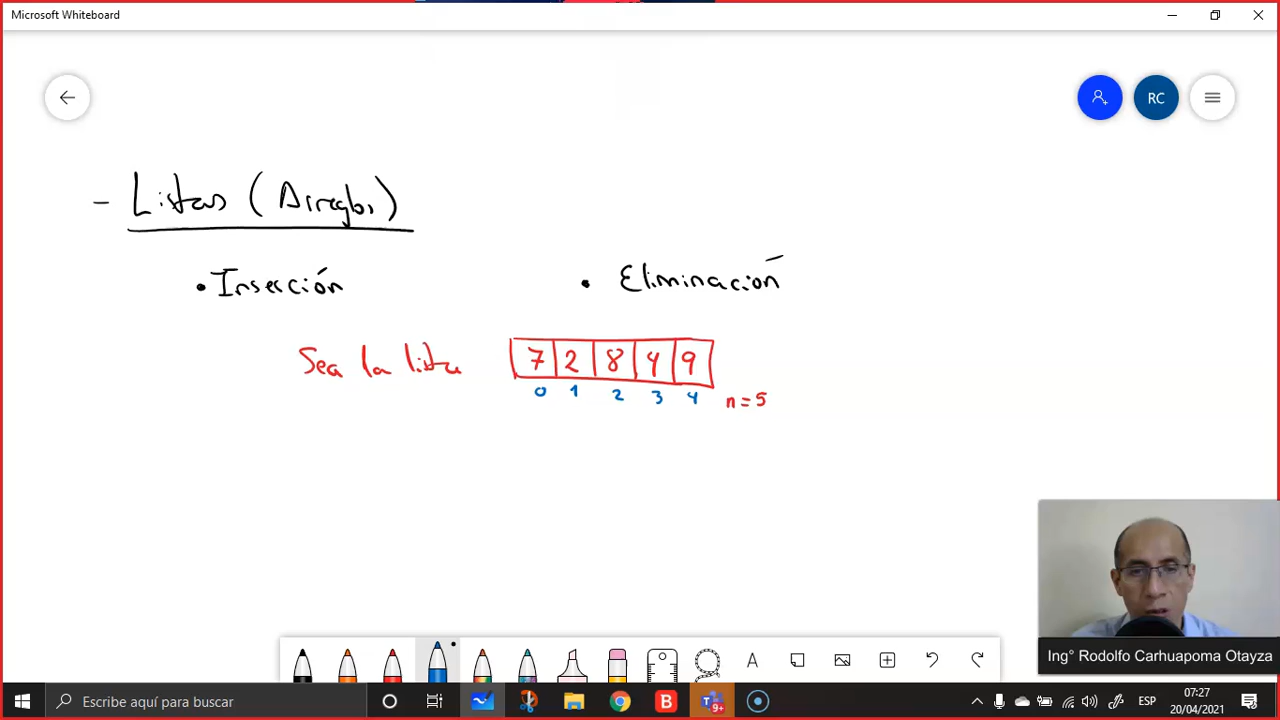 Microsoft Whiteboard
RC
- Listas (Arreglos)
• Inserción
• Eliminación
Sea la lista 7 2 8 4 9
0 1 2 3 4 n = 5
A
Ing° Rodolfo Carhuapoma Otayza
Escribe aquí para buscar
B
9+
ESP
07:27
20/04/2021